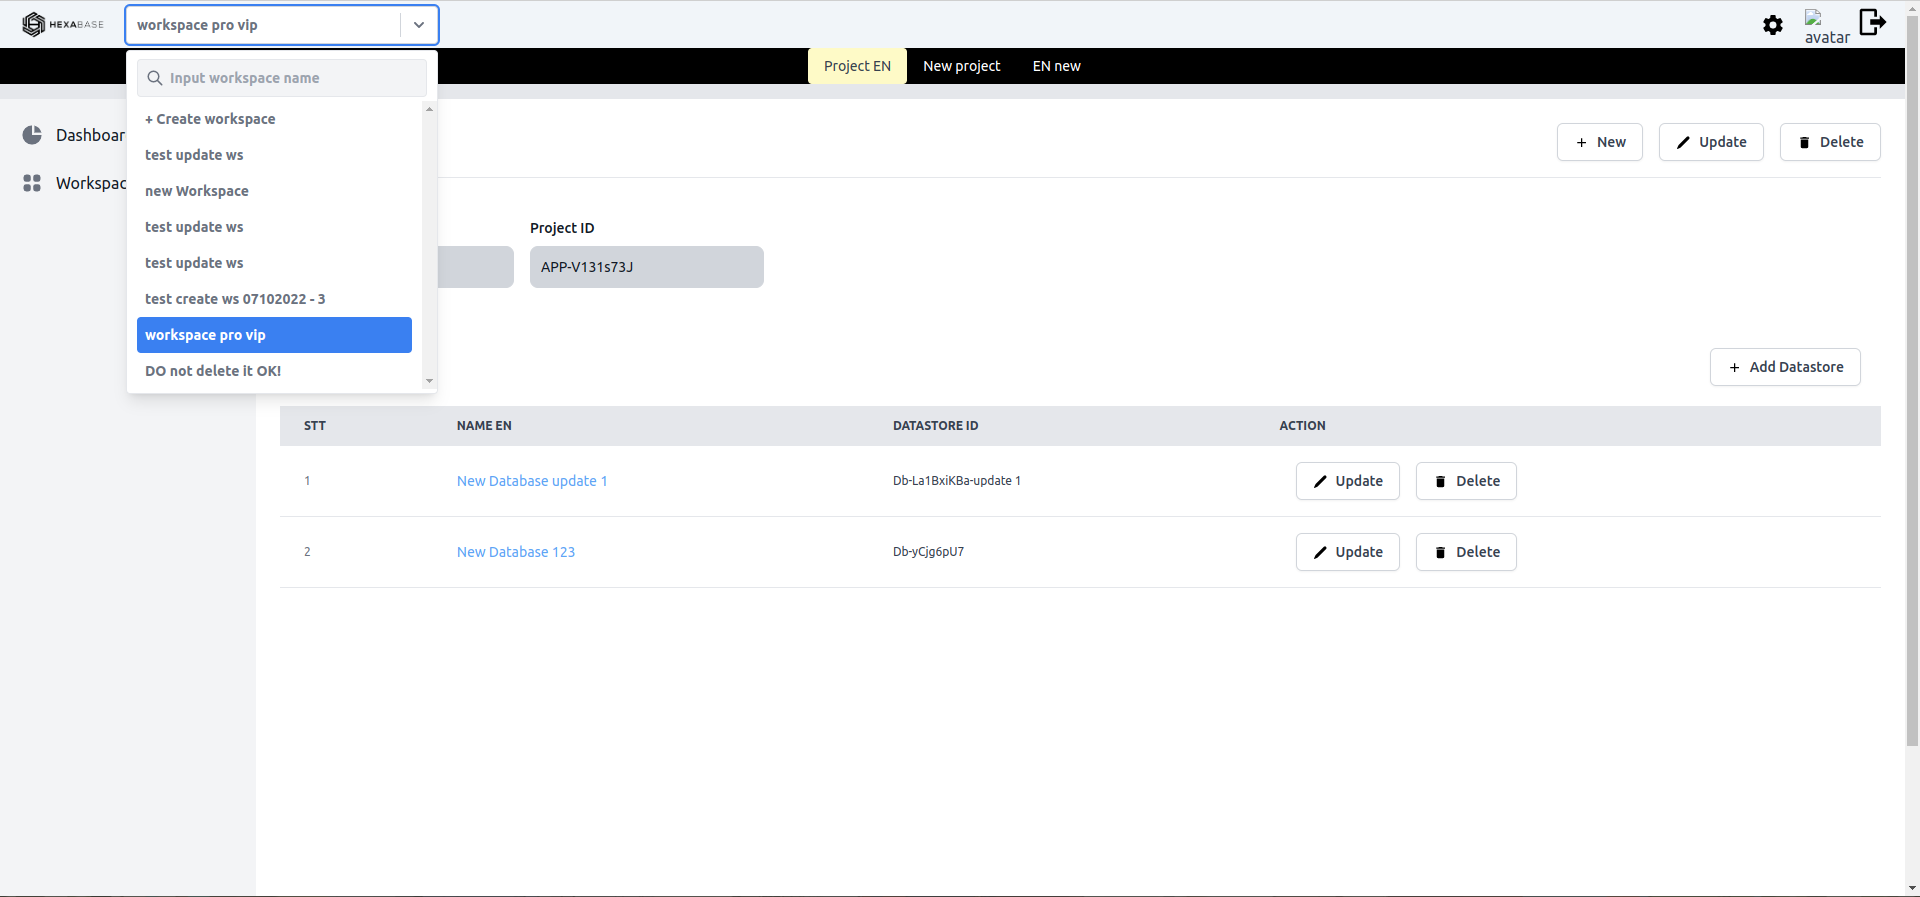 HEXABASE
workspace pro vip
avatar
Input workspace name
Project EN
New project
EN new
+ Create workspace
test update ws
new Workspace
test update ws
test update ws
test create ws 07102022 - 3
workspace pro vip
DO not delete it OK!
Dashboar
Workspac
+ New
Update
Delete
Project ID
APP-V131s73J
+ Add Datastore
STT NAME EN DATASTORE ID ACTION
1 New Database update 1 Db-La1BxiKBa-update 1 Update Delete
2 New Database 123 Db-yCjg6pU7 Update Delete